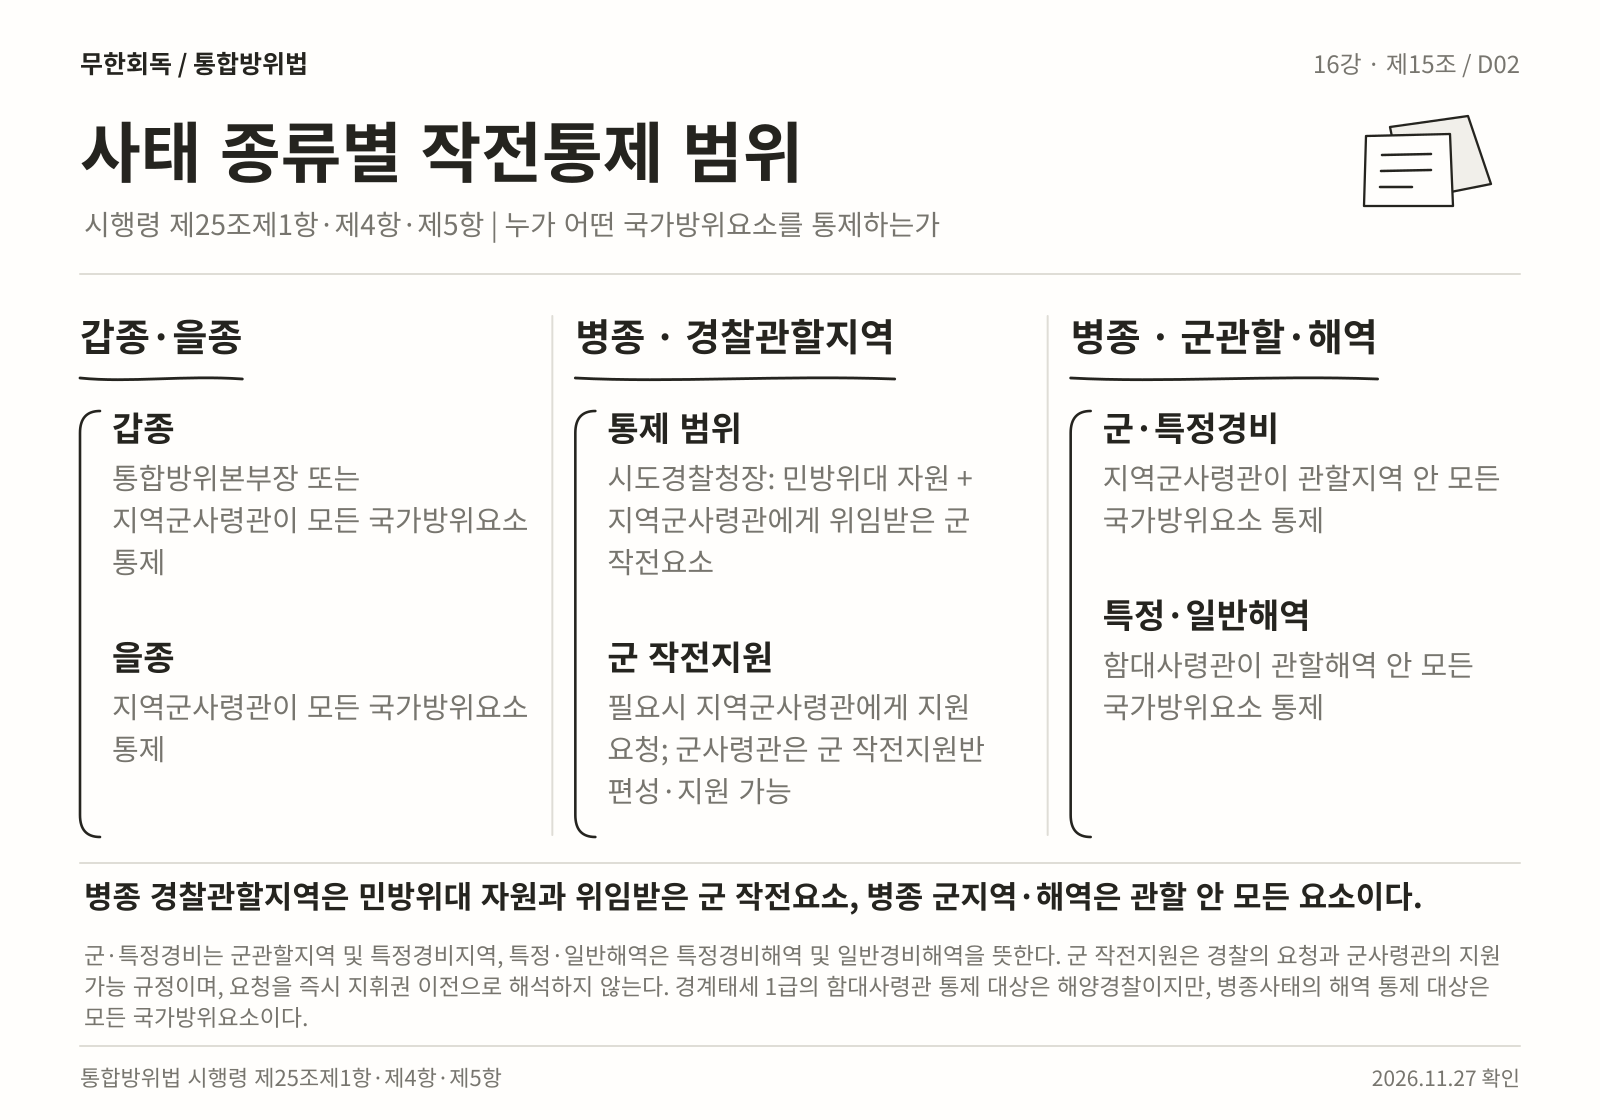 무한회독 / 통합방위법
16강 · 제15조 / D02
사태 종류별 작전통제 범위
시행령 제25조제1항·제4항·제5항 | 누가 어떤 국가방위요소를 통제하는가
갑종·을종
갑종
통합방위본부장 또는
지역군사령관이 모든 국가방위요소
통제
을종
지역군사령관이 모든 국가방위요소
통제
병종 · 경찰관할지역
통제 범위
시도경찰청장: 민방위대 자원 +
지역군사령관에게 위임받은 군
작전요소
군 작전지원
필요시 지역군사령관에게 지원
요청; 군사령관은 군 작전지원반
편성·지원 가능
병종 · 군관할·해역
군·특정경비
지역군사령관이 관할지역 안 모든
국가방위요소 통제
특정·일반해역
함대사령관이 관할해역 안 모든
국가방위요소 통제
병종 경찰관할지역은 민방위대 자원과 위임받은 군 작전요소, 병종 군지역·해역은 관할 안 모든 요소이다.
군·특정경비는 군관할지역 및 특정경비지역, 특정·일반해역은 특정경비해역 및 일반경비해역을 뜻한다. 군 작전지원은 경찰의 요청과 군사령관의 지원
가능 규정이며, 요청을 즉시 지휘권 이전으로 해석하지 않는다. 경계태세 1급의 함대사령관 통제 대상은 해양경찰이지만, 병종사태의 해역 통제 대상은
모든 국가방위요소이다.
통합방위법 시행령 제25조제1항·제4항·제5항
2026.11.27 확인